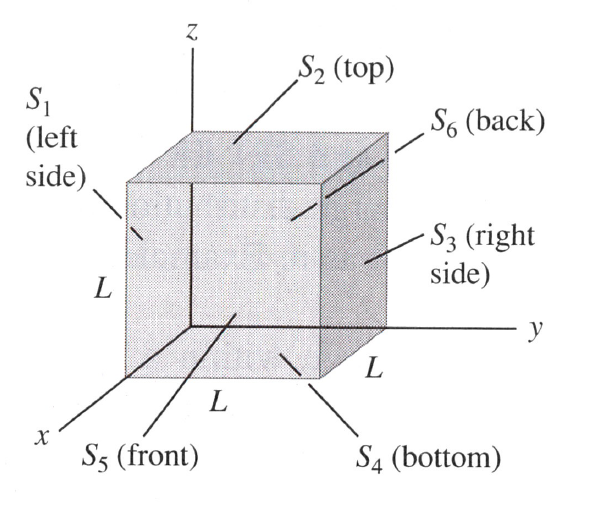 z
S₂ (top)
S₁
(left
side)
S₆ (back)
S₃ (right
side)
L
y
L
L
x
S₅ (front)
S₄ (bottom)